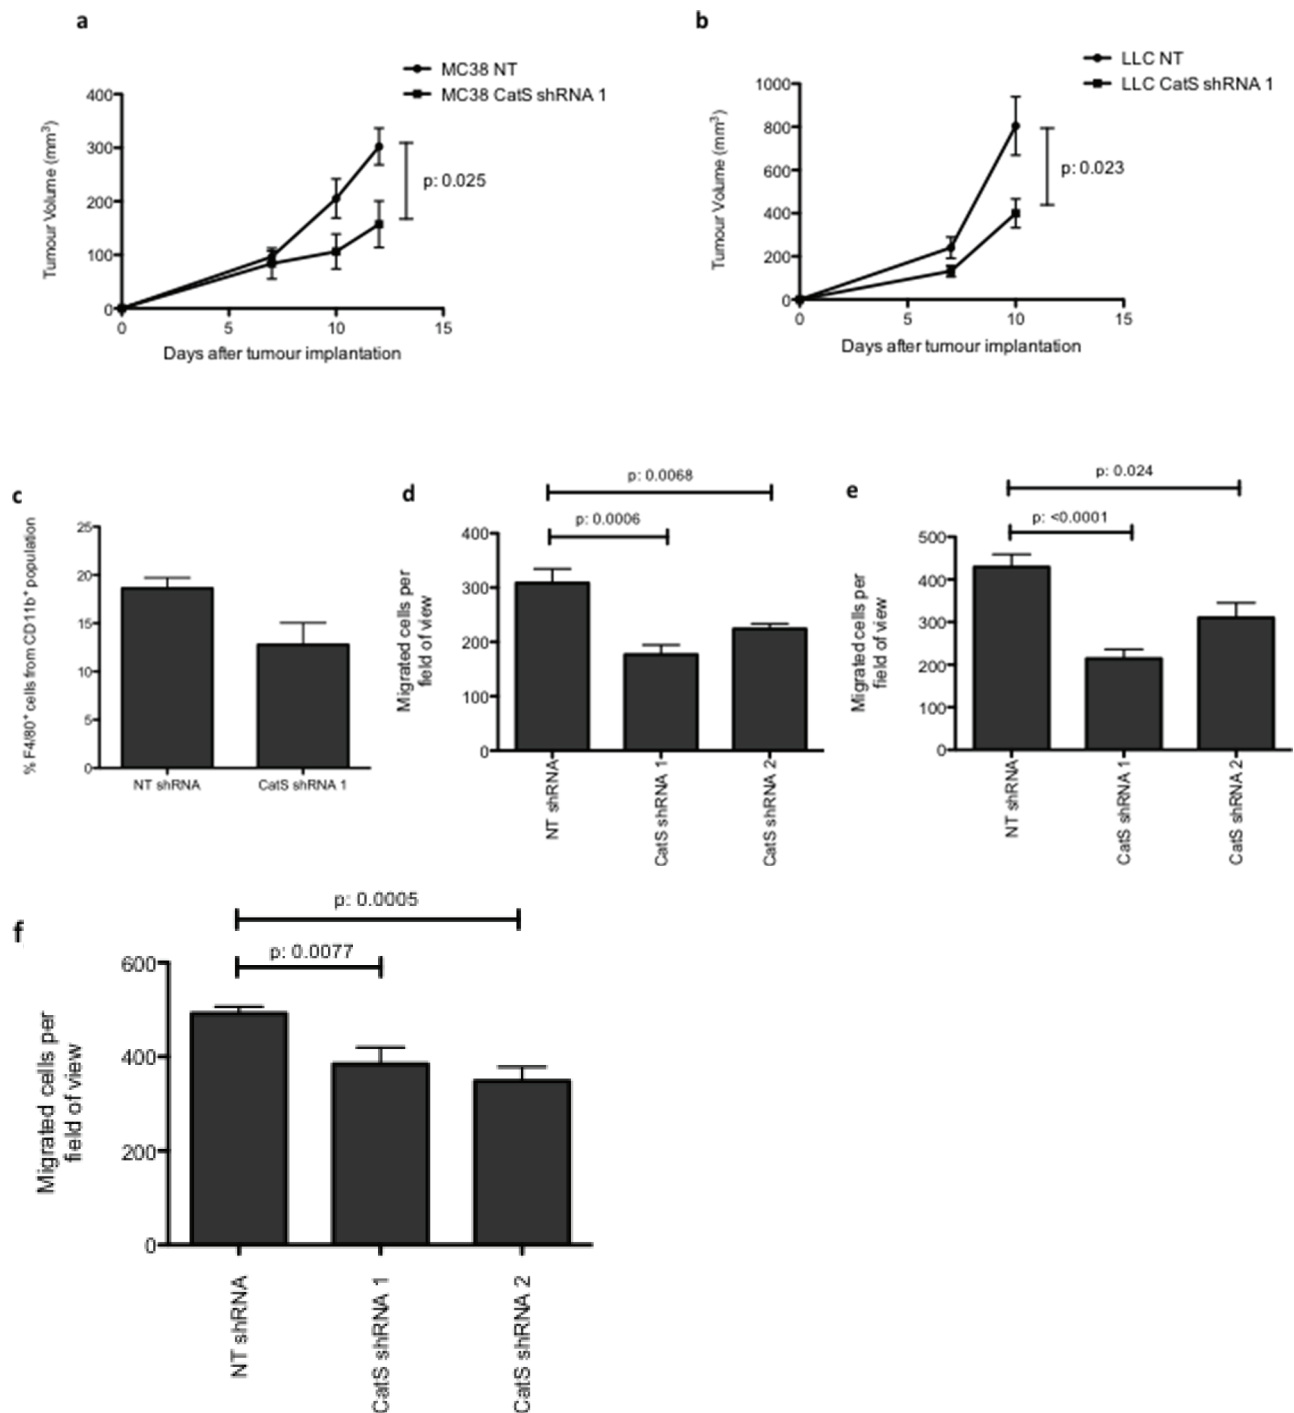 a
MC38 NT
MC38 CatS shRNA 1
400
300
200
100
0
Tumour Volume (mm³)
p: 0.025
0 5 10 15
Days after tumour implantation
b
LLC NT
LLC CatS shRNA 1
1000
800
600
400
200
0
Tumour Volume (mm³)
p: 0.023
0 5 10 15
Days after tumour implantation
c
25
20
15
10
5
0
% F4/80⁺ cells from CD11b⁺ population
NT shRNA CatS shRNA 1
d
p: 0.0068
p: 0.0006
400
300
200
100
0
Migrated cells per
field of view
NT shRNA
CatS shRNA 1
CatS shRNA 2
e
p: 0.024
p: <0.0001
500
400
300
200
100
0
Migrated cells per
field of view
NT shRNA
CatS shRNA 1
CatS shRNA 2
f
p: 0.0005
p: 0.0077
600
400
200
0
Migrated cells per
field of view
NT shRNA
CatS shRNA 1
CatS shRNA 2